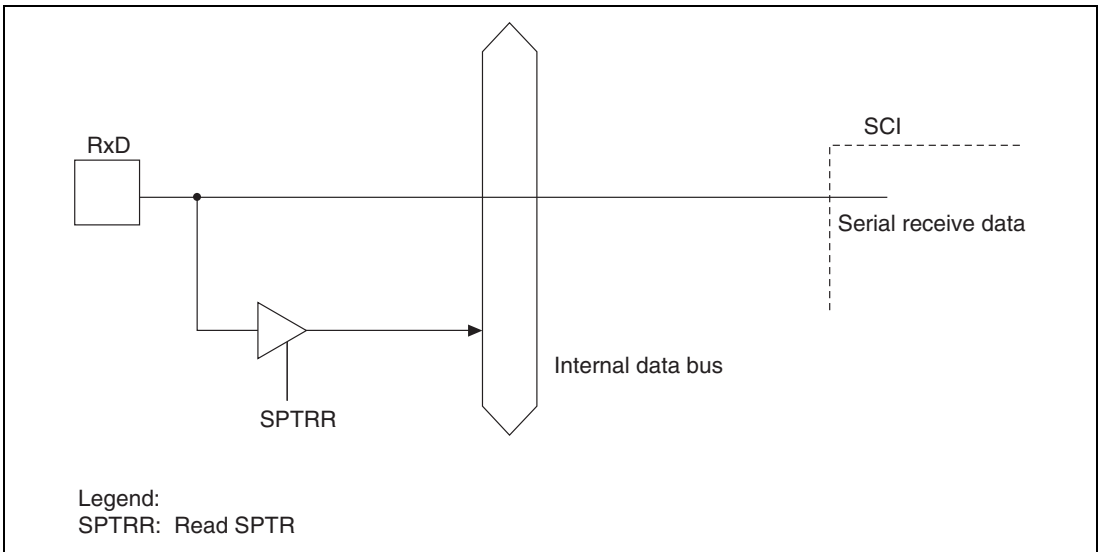 SCI
RxD
Serial receive data
Internal data bus
SPTRR
Legend:
SPTRR: Read SPTR